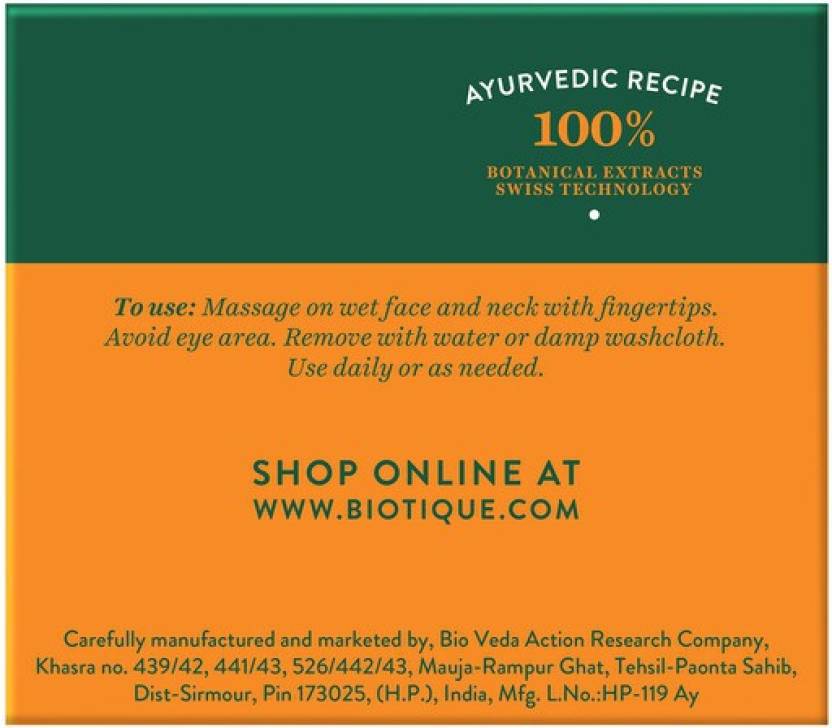 AYURVEDIC RECIPE
100%
BOTANICAL EXTRACTS
SWISS TECHNOLOGY
To use: Massage on wet face and neck with fingertips.
Avoid eye area. Remove with water or damp washcloth.
Use daily or as needed.
SHOP ONLINE AT
WWW.BIOTIQUE.COM
Carefully manufactured and marketed by, Bio Veda Action Research Company,
Khasra no. 439/42, 441/43, 526/442/43, Mauja-Rampur Ghat, Tehsil-Paonta Sahib,
Dist-Sirmour, Pin 173025, (H.P.), India, Mfg. L.No.:HP-119 Ay